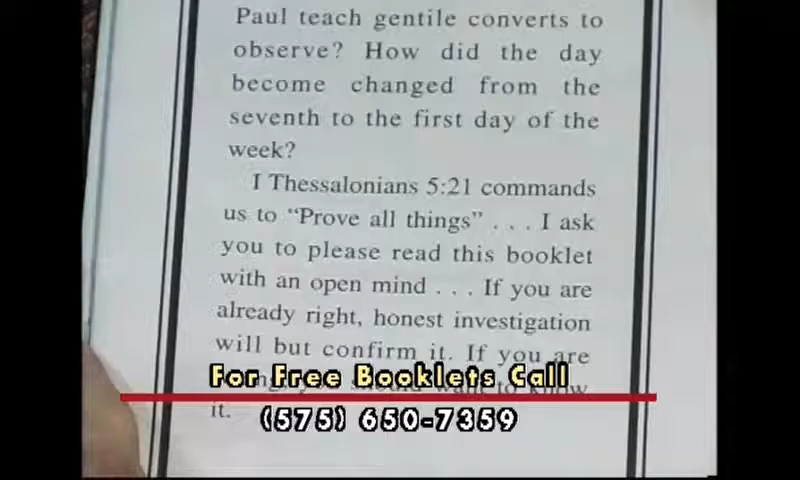 Paul teach gentile converts to
observe? How did the day
become changed from the
seventh to the first day of the
week?
I Thessalonians 5:21 commands
us to “Prove all things” . . . I ask
you to please read this booklet
with an open mind . . . If you are
already right, honest investigation
will but confirm it. If you are
For Free Booklets Call
want to know
it.
(575) 650-7359